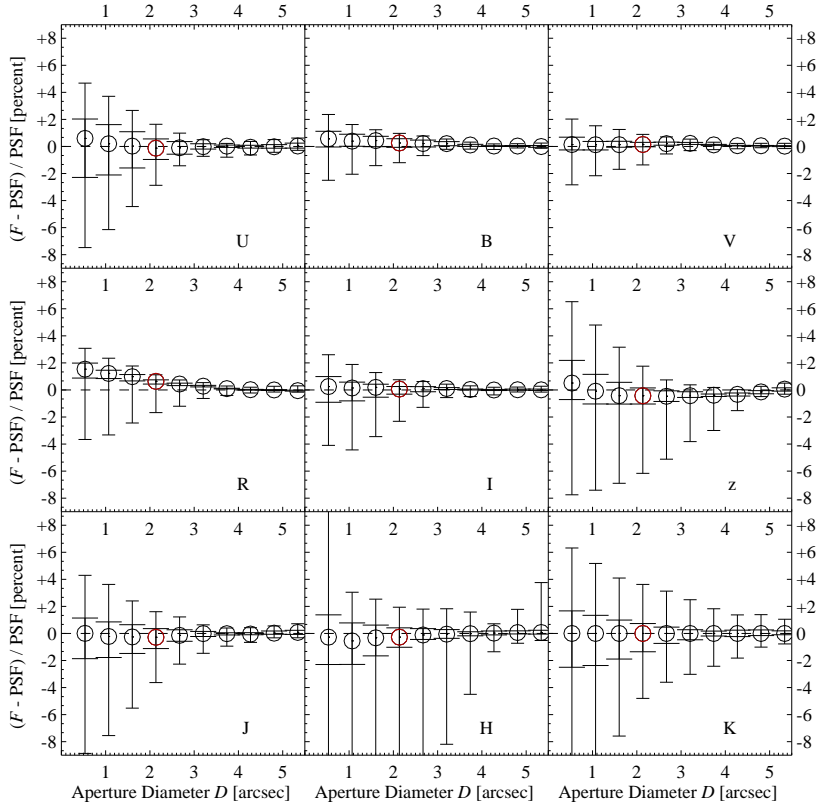 1 2 3 4 5 1 2 3 4 5 1 2 3 4 5
+8 +8
+6 +6
+4 +4
+2 +2
0 0
-2 -2
-4 -4
-6 -6
-8 -8
(F - PSF) / PSF [percent]
U B V
1 2 3 4 5 1 2 3 4 5 1 2 3 4 5
+8 +8
+6 +6
+4 +4
+2 +2
0 0
-2 -2
-4 -4
-6 -6
-8 -8
(F - PSF) / PSF [percent]
R I z
1 2 3 4 5 1 2 3 4 5 1 2 3 4 5
+8 +8
+6 +6
+4 +4
+2 +2
0 0
-2 -2
-4 -4
-6 -6
-8 -8
(F - PSF) / PSF [percent]
J H K
1 2 3 4 5 1 2 3 4 5 1 2 3 4 5
Aperture Diameter D [arcsec] Aperture Diameter D [arcsec] Aperture Diameter D [arcsec]